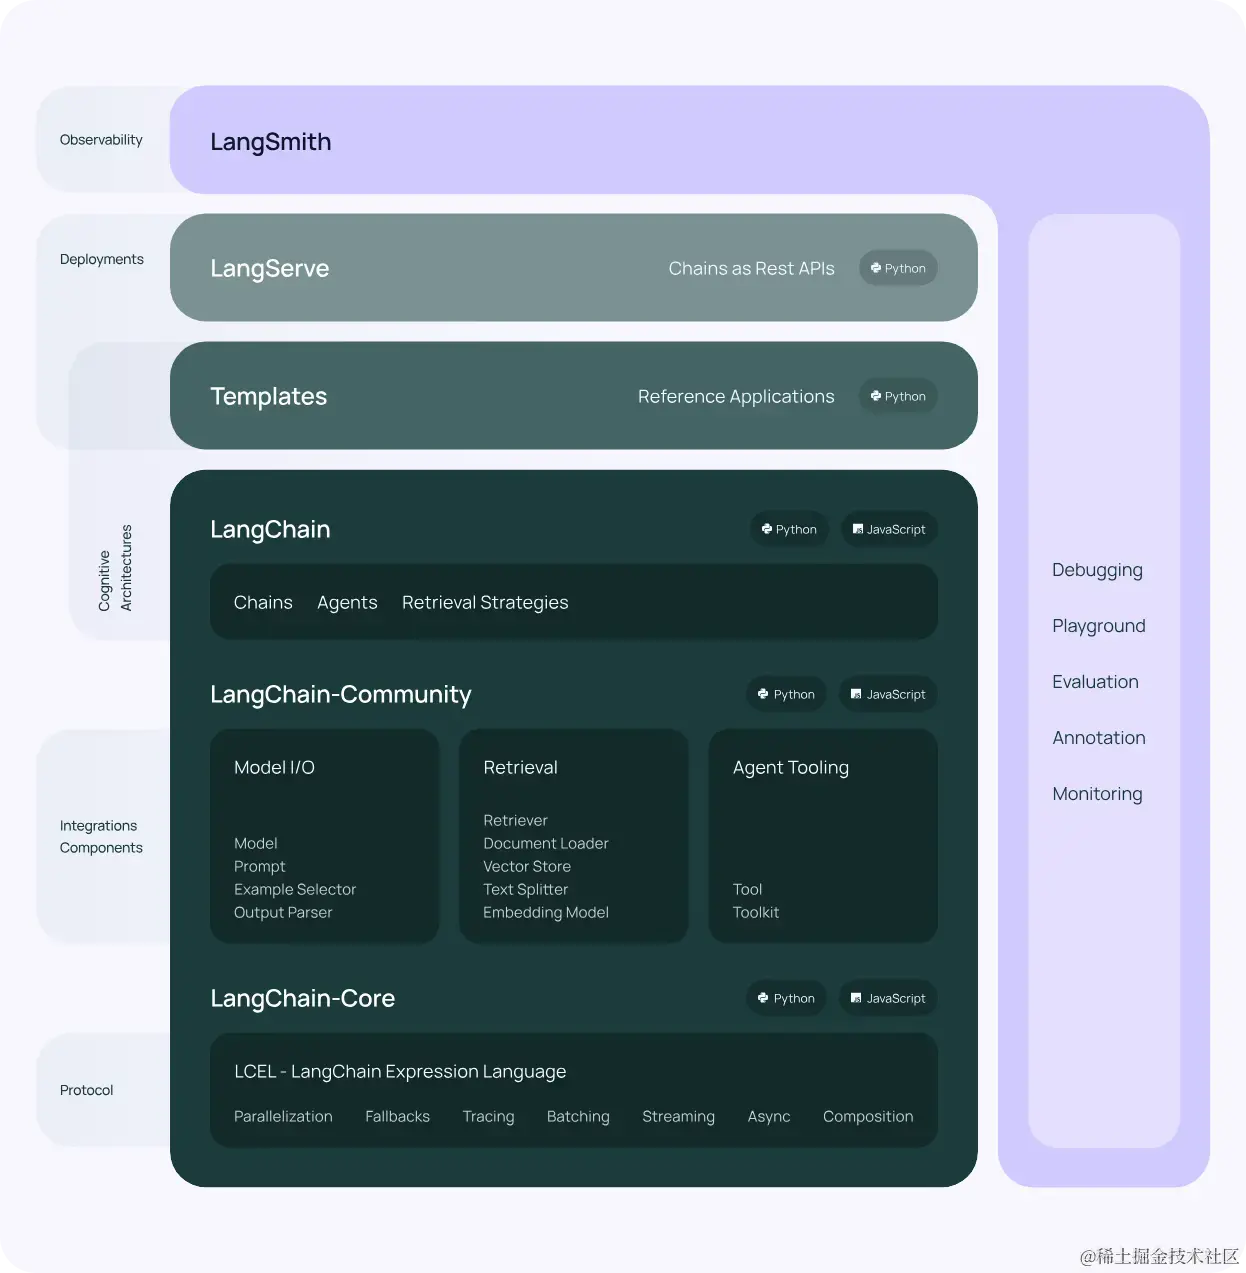 Observability
LangSmith
Deployments
LangServe
Chains as Rest APIs
Python
Templates
Reference Applications
Python
Cognitive
Architectures
LangChain
Python
JavaScript
Chains Agents Retrieval Strategies
LangChain-Community
Python
JavaScript
Integrations
Components
Model I/O
Model
Prompt
Example Selector
Output Parser
Retrieval
Retriever
Document Loader
Vector Store
Text Splitter
Embedding Model
Agent Tooling
Tool
Toolkit
LangChain-Core
Python
JavaScript
Protocol
LCEL - LangChain Expression Language
Parallelization Fallbacks Tracing Batching Streaming Async Composition
Debugging
Playground
Evaluation
Annotation
Monitoring
@稀土掘金技术社区